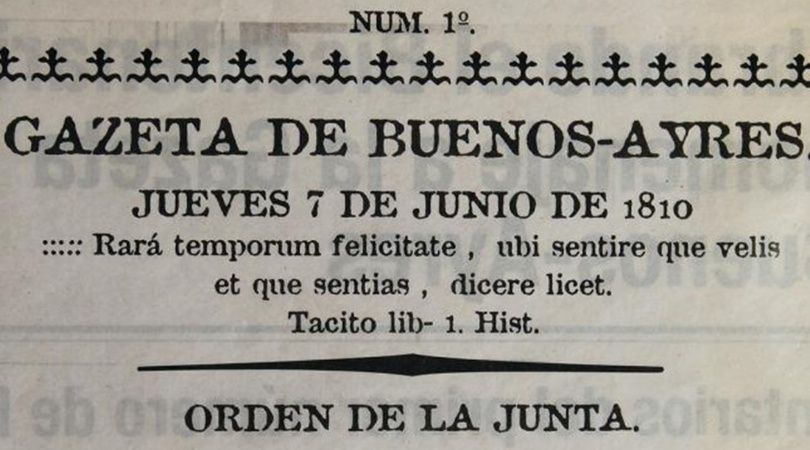 NUM. 1º.
GAZETA DE BUENOS-AYRES.
JUEVES 7 DE JUNIO DE 1810
::::: Rará temporum felicitate , ubi sentire que velis
et que sentias , dicere licet.
Tacito lib- 1. Hist.
ORDEN DE LA JUNTA.